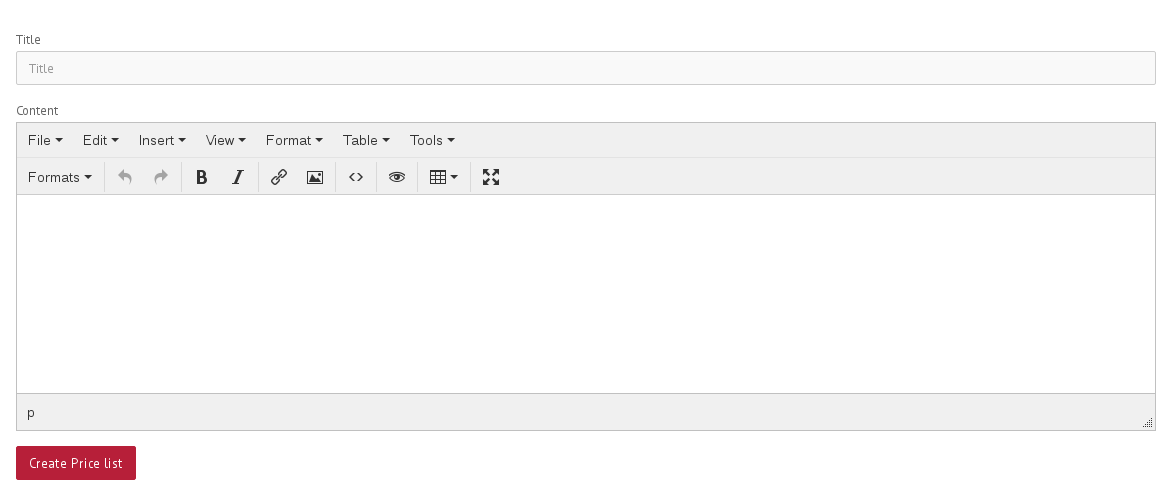 Title
Title
Content
File Edit Insert View Format Table Tools
Formats B I
p
Create Price list